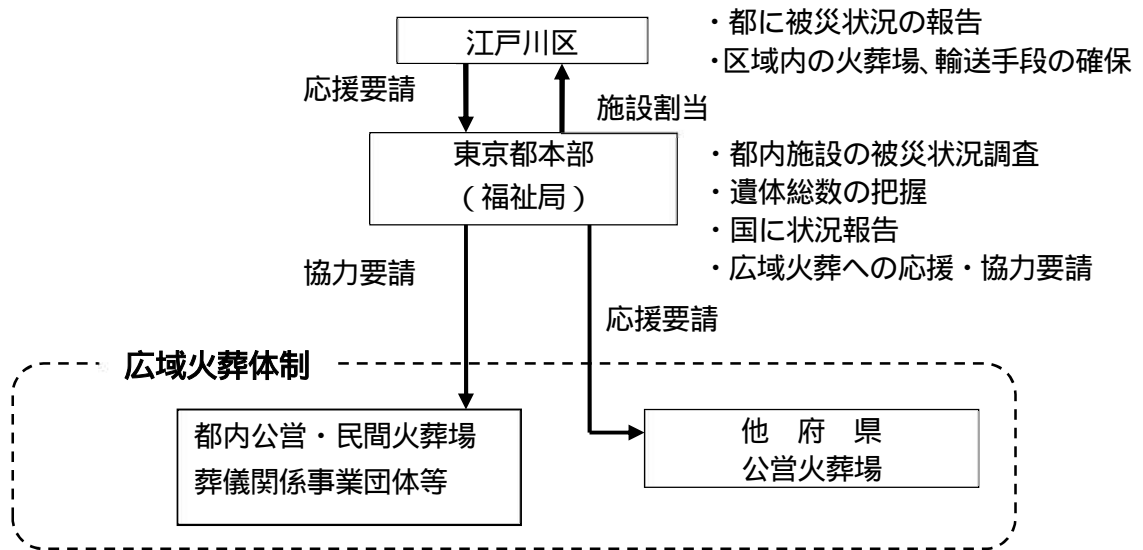 江戸川区
・都に被災状況の報告
・区域内の火葬場、輸送手段の確保
応援要請
施設割当
東京都本部
(福祉局)
・都内施設の被災状況調査
・遺体総数の把握
・国に状況報告
・広域火葬への応援・協力要請
協力要請
応援要請
広域火葬体制
都内公営・民間火葬場
葬儀関係事業団体等
他 府 県
公営火葬場